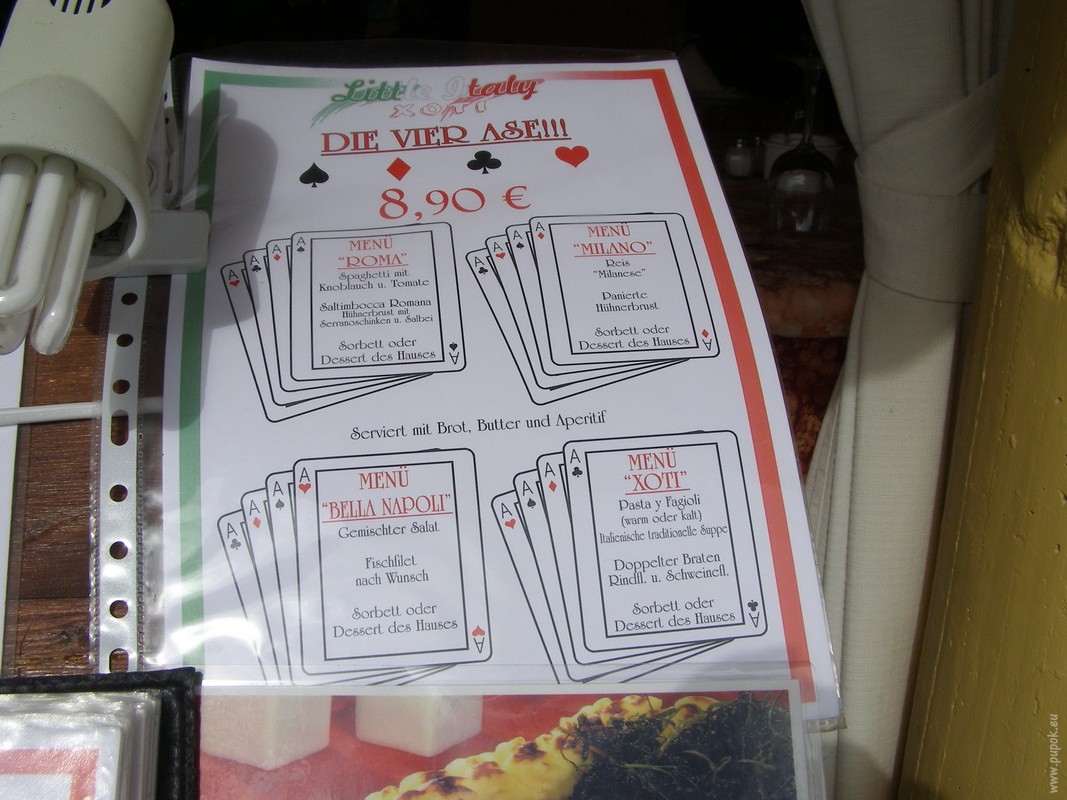 Little Italy
XOTI
DIE VIER ASE!!!
8,90 €
A
A
A
A
MENÜ
"ROMA"
Spaghetti mit
Knoblauch u. Tomate
Saltimbocca Romana
Hühnerbrust mit
Serranoschinken u. Salbei
Sorbett oder
Dessert des Hauses
A
A
A
A
A
MENÜ
"MILANO"
Reis
"Milanese"
Panierte
Hühnerbrust
Sorbett oder
Dessert des Hauses
A
Serviert mit Brot, Butter und Aperitif
A
A
A
A
MENÜ
"BELLA NAPOLI"
Gemischter Salat
Fischfilet
nach Wunsch
Sorbett oder
Dessert des Hauses
A
A
A
A
A
MENÜ
"XOTI"
Pasta y Fagioli
(warm oder kalt)
Italienische traditionelle Suppe
Doppelter Braten
Rindfl. u. Schweinefl.
Sorbett oder
Dessert des Hauses
A
www.pupok.eu